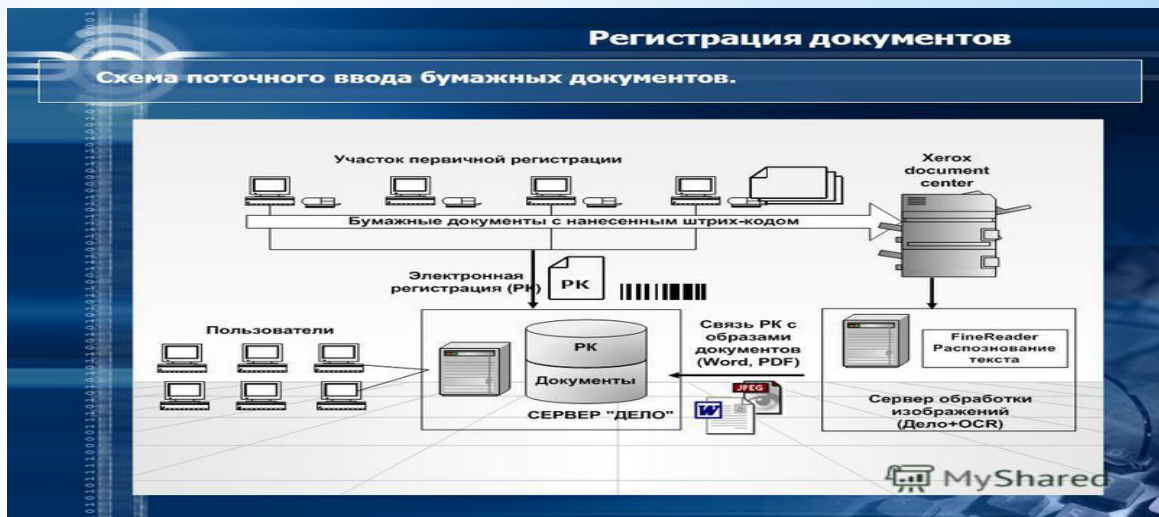 Регистрация документов
Схема поточного ввода бумажных документов.
Участок первичной регистрации
Xerox
document
center
Бумажные документы с нанесенным штрих-кодом
Электронная
регистрация (РК)
РК
Пользователи
РК
Документы
СЕРВЕР "ДЕЛО"
Связь РК с
образами
документов
(Word, PDF)
JPEG
W
FineReader
Распознование
текста
Сервер обработки
изображений
(Дело+OCR)
MyShared